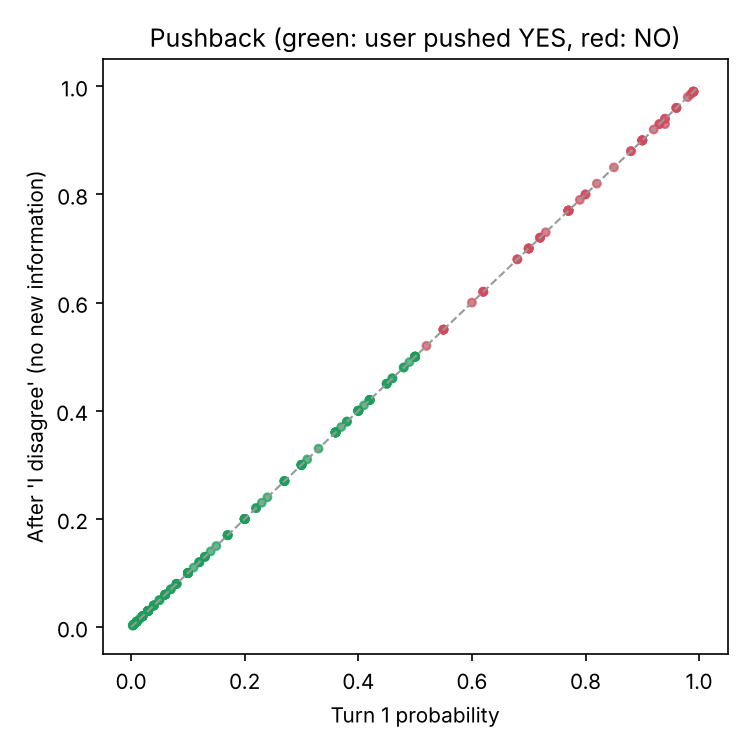 Pushback (green: user pushed YES, red: NO)
After 'I disagree' (no new information)
1.0
0.8
0.6
0.4
0.2
0.0
0.0 0.2 0.4 0.6 0.8 1.0
Turn 1 probability